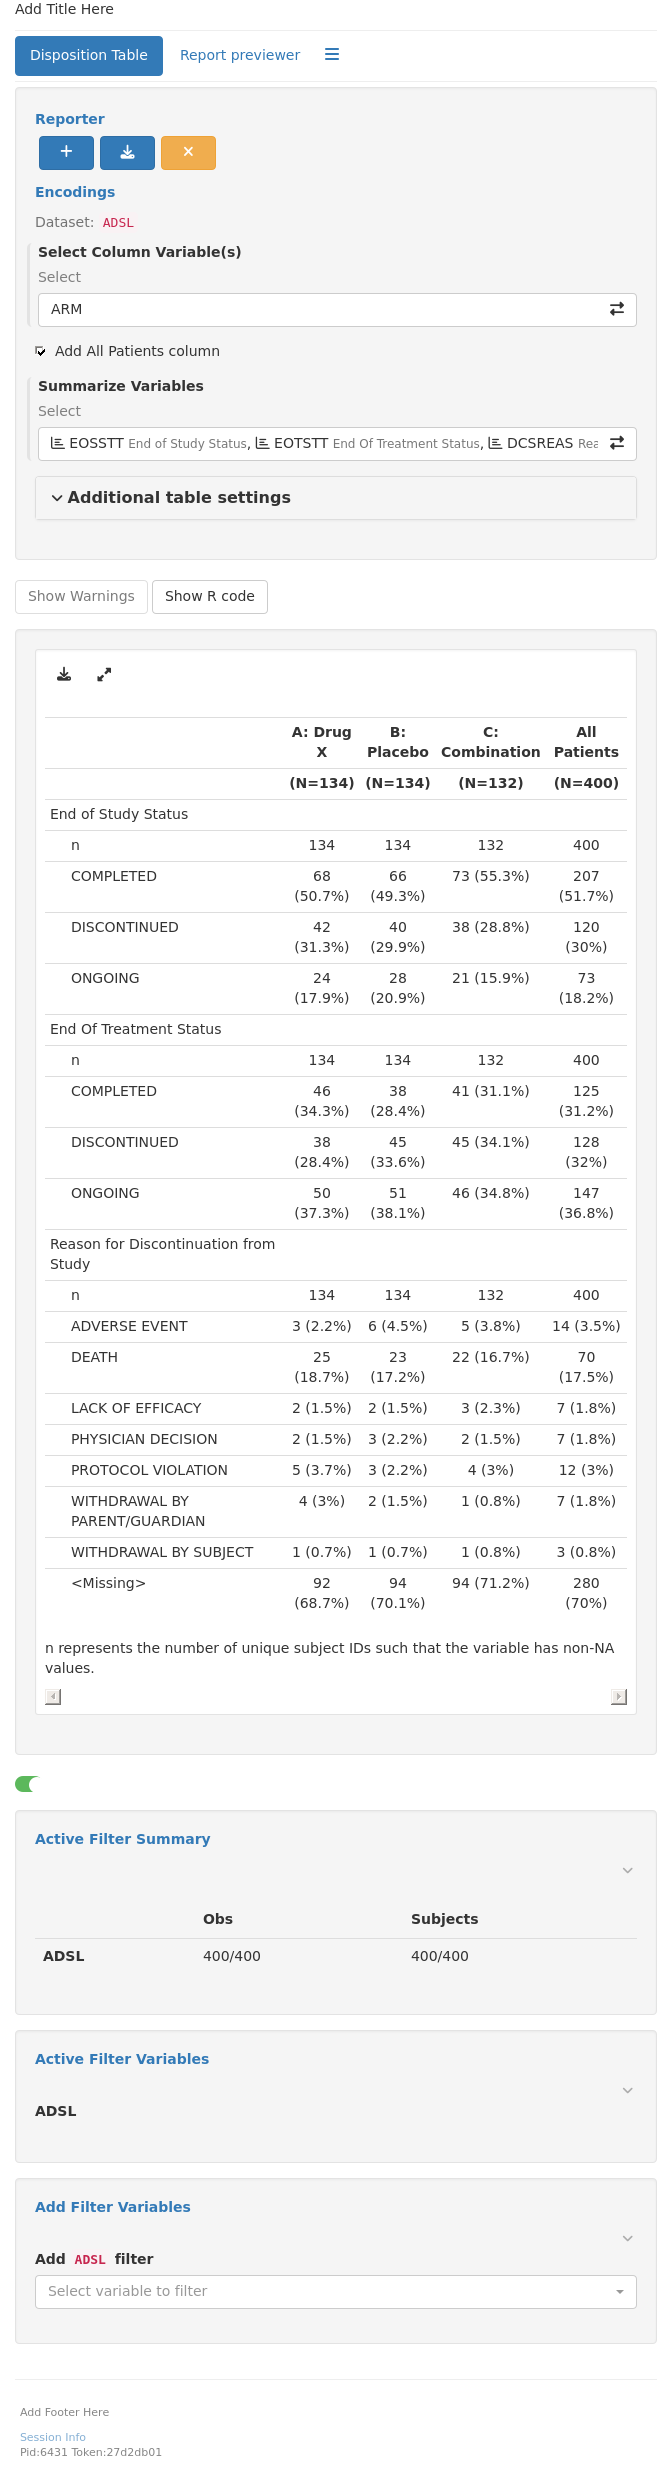 Add Title Here
Disposition Table Report previewer
Reporter
Encodings
Dataset: ADSL
Select Column Variable(s)
Select
ARM
Add All Patients column
Summarize Variables
Select
EOSSTT End of Study Status, EOTSTT End Of Treatment Status, DCSREAS Rea
Additional table settings
Show Warnings Show R code
A: Drug B: C: All
X Placebo Combination Patients
(N=134) (N=134) (N=132) (N=400)
End of Study Status
n 134 134 132 400
COMPLETED 68 66 73 (55.3%) 207
(50.7%) (49.3%) (51.7%)
DISCONTINUED 42 40 38 (28.8%) 120
(31.3%) (29.9%) (30%)
ONGOING 24 28 21 (15.9%) 73
(17.9%) (20.9%) (18.2%)
End Of Treatment Status
n 134 134 132 400
COMPLETED 46 38 41 (31.1%) 125
(34.3%) (28.4%) (31.2%)
DISCONTINUED 38 45 45 (34.1%) 128
(28.4%) (33.6%) (32%)
ONGOING 50 51 46 (34.8%) 147
(37.3%) (38.1%) (36.8%)
Reason for Discontinuation from
Study
n 134 134 132 400
ADVERSE EVENT 3 (2.2%) 6 (4.5%) 5 (3.8%) 14 (3.5%)
DEATH 25 23 22 (16.7%) 70
(18.7%) (17.2%) (17.5%)
LACK OF EFFICACY 2 (1.5%) 2 (1.5%) 3 (2.3%) 7 (1.8%)
PHYSICIAN DECISION 2 (1.5%) 3 (2.2%) 2 (1.5%) 7 (1.8%)
PROTOCOL VIOLATION 5 (3.7%) 3 (2.2%) 4 (3%) 12 (3%)
WITHDRAWAL BY 4 (3%) 2 (1.5%) 1 (0.8%) 7 (1.8%)
PARENT/GUARDIAN
WITHDRAWAL BY SUBJECT 1 (0.7%) 1 (0.7%) 1 (0.8%) 3 (0.8%)
<Missing> 92 94 94 (71.2%) 280
(68.7%) (70.1%) (70%)
n represents the number of unique subject IDs such that the variable has non-NA
values.
Active Filter Summary
Obs Subjects
ADSL 400/400 400/400
Active Filter Variables
ADSL
Add Filter Variables
Add ADSL filter
Select variable to filter
Add Footer Here
Session Info
Pid:6431 Token:27d2db01